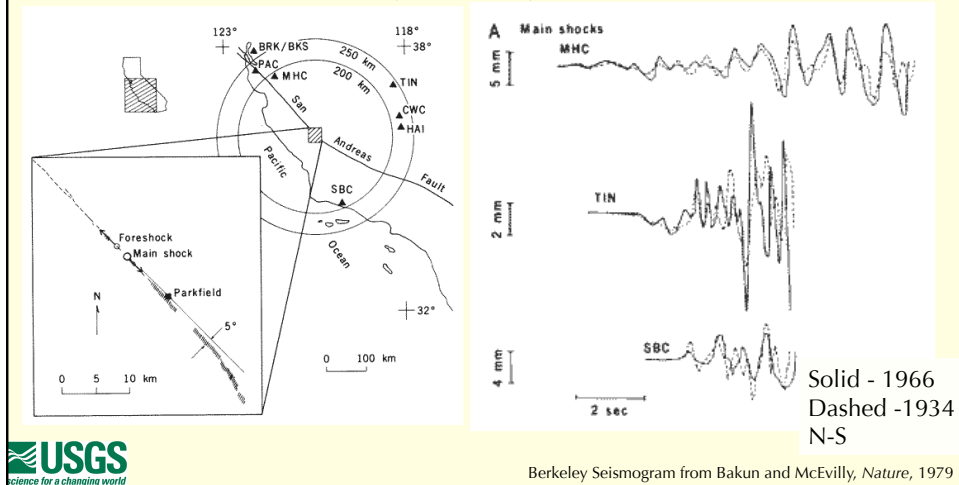 123°
118°
38°
BRK/BKS
PAC
MHC
250 km
200 km
TIN
CWC
HAI
San
Andreas
Fault
Pacific
Ocean
SBC
32°
0 100 km
Foreshock
Main shock
Parkfield
N
5°
0 5 10 km
A Main shocks
MHC
5 mm
TIN
2 mm
SBC
4 mm
2 sec
Solid - 1966
Dashed -1934
N-S
USGS
science for a changing world
Berkeley Seismogram from Bakun and McEvilly, Nature, 1979